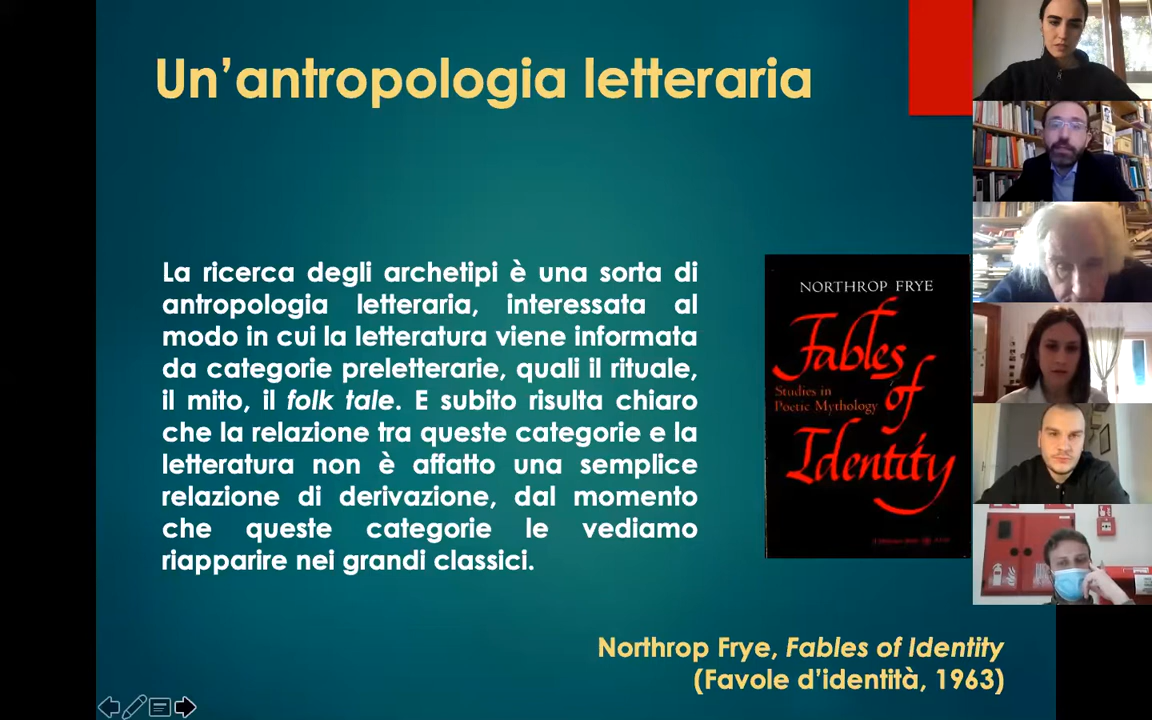 Un'antropologia letteraria
La ricerca degli archetipi è una sorta di
antropologia letteraria, interessata al
modo in cui la letteratura viene informata
da categorie preletterarie, quali il rituale,
il mito, il folk tale. E subito risulta chiaro
che la relazione tra queste categorie e la
letteratura non è affatto una semplice
relazione di derivazione, dal momento
che queste categorie le vediamo
riapparire nei grandi classici.
NORTHROP FRYE
Fables
of
Identity
Studies in
Poetic Mythology
Northrop Frye, Fables of Identity
(Favole d'identità, 1963)